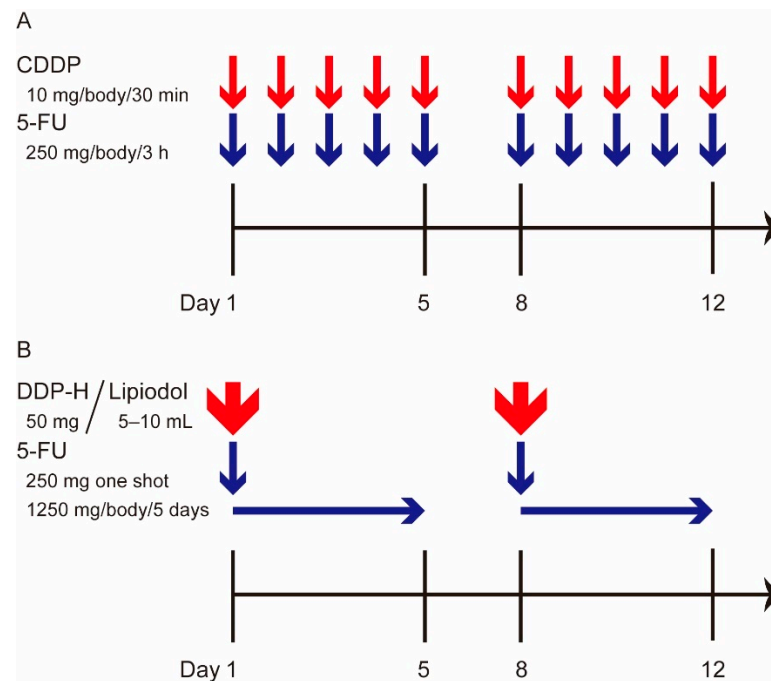 A
CDDP
10 mg/body/30 min
5-FU
250 mg/body/3 h
Day 1 5 8 12
B
DDP-H / Lipiodol
50 mg 5–10 mL
5-FU
250 mg one shot
1250 mg/body/5 days
Day 1 5 8 12